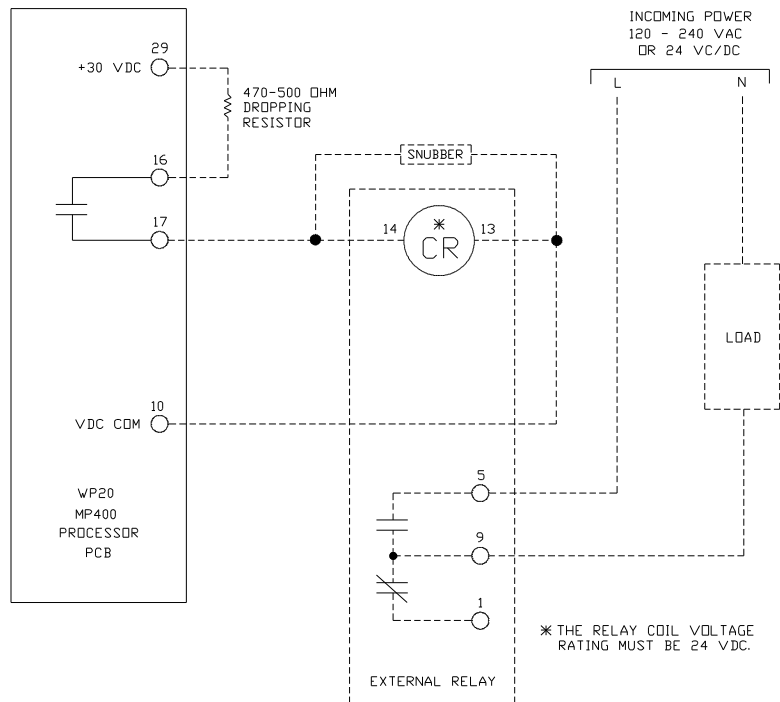 INCOMING POWER
120 - 240 VAC
OR 24 VC/DC
L
N
29
+30 VDC
470-500 OHM
DROPPING
RESISTOR
16
SNUBBER
17
14
*
CR
13
LOAD
10
VDC COM
5
WP20
MP400
PROCESSOR
PCB
9
1
* THE RELAY COIL VOLTAGE
RATING MUST BE 24 VDC.
EXTERNAL RELAY